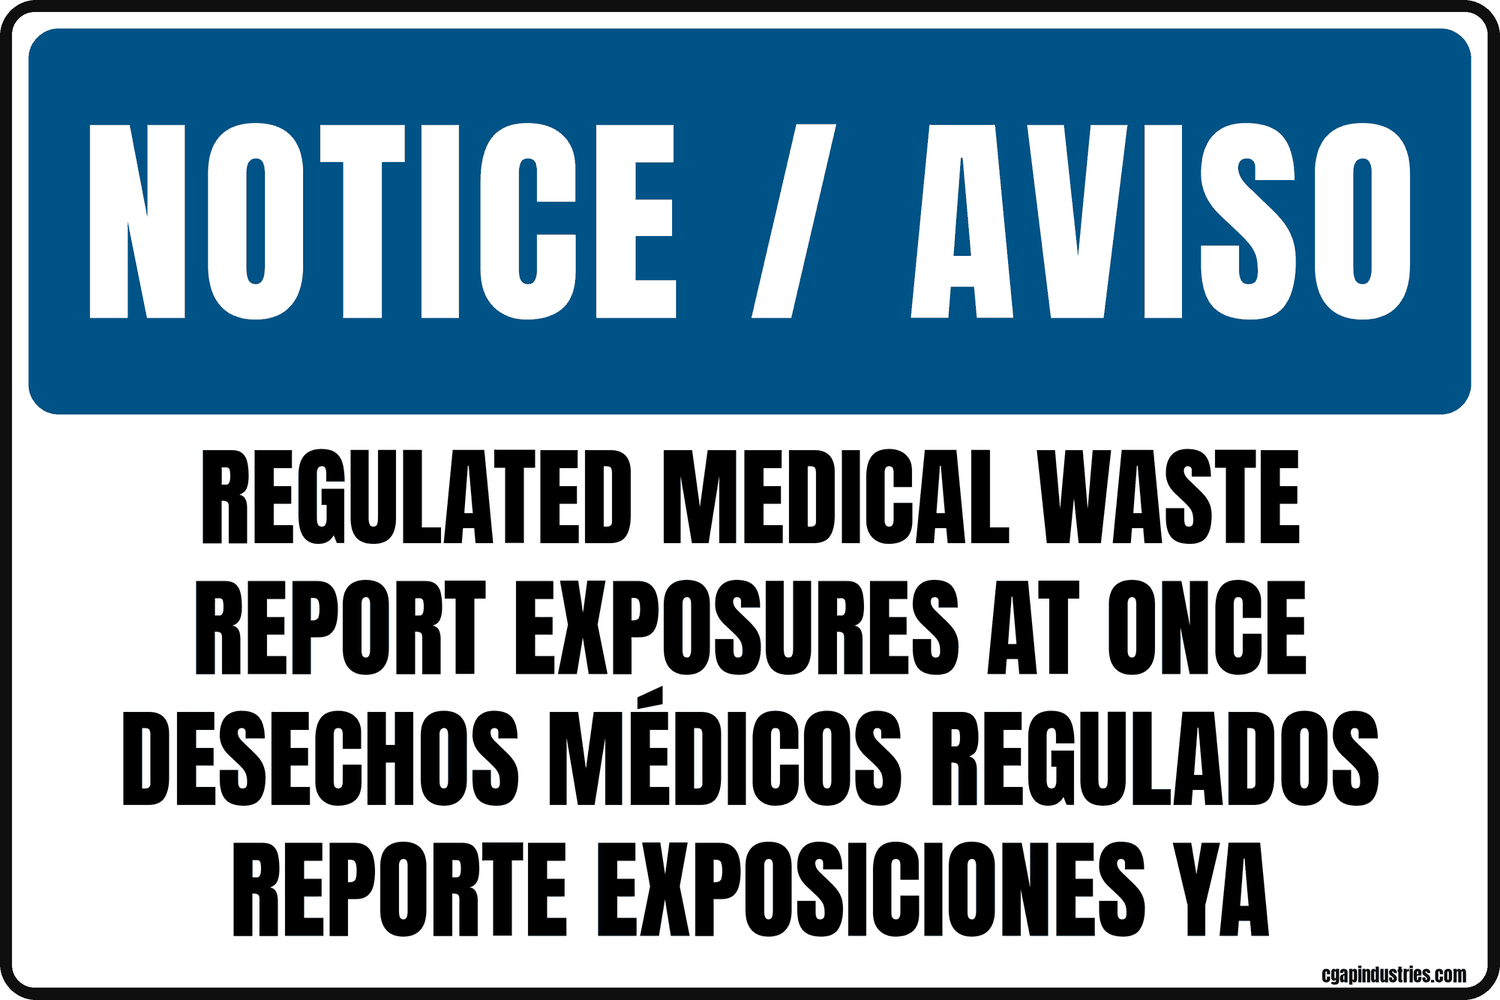 NOTICE / AVISO
REGULATED MEDICAL WASTE
REPORT EXPOSURES AT ONCE
DESECHOS MÉDICOS REGULADOS
REPORTE EXPOSICIONES YA
cgapindustries.com